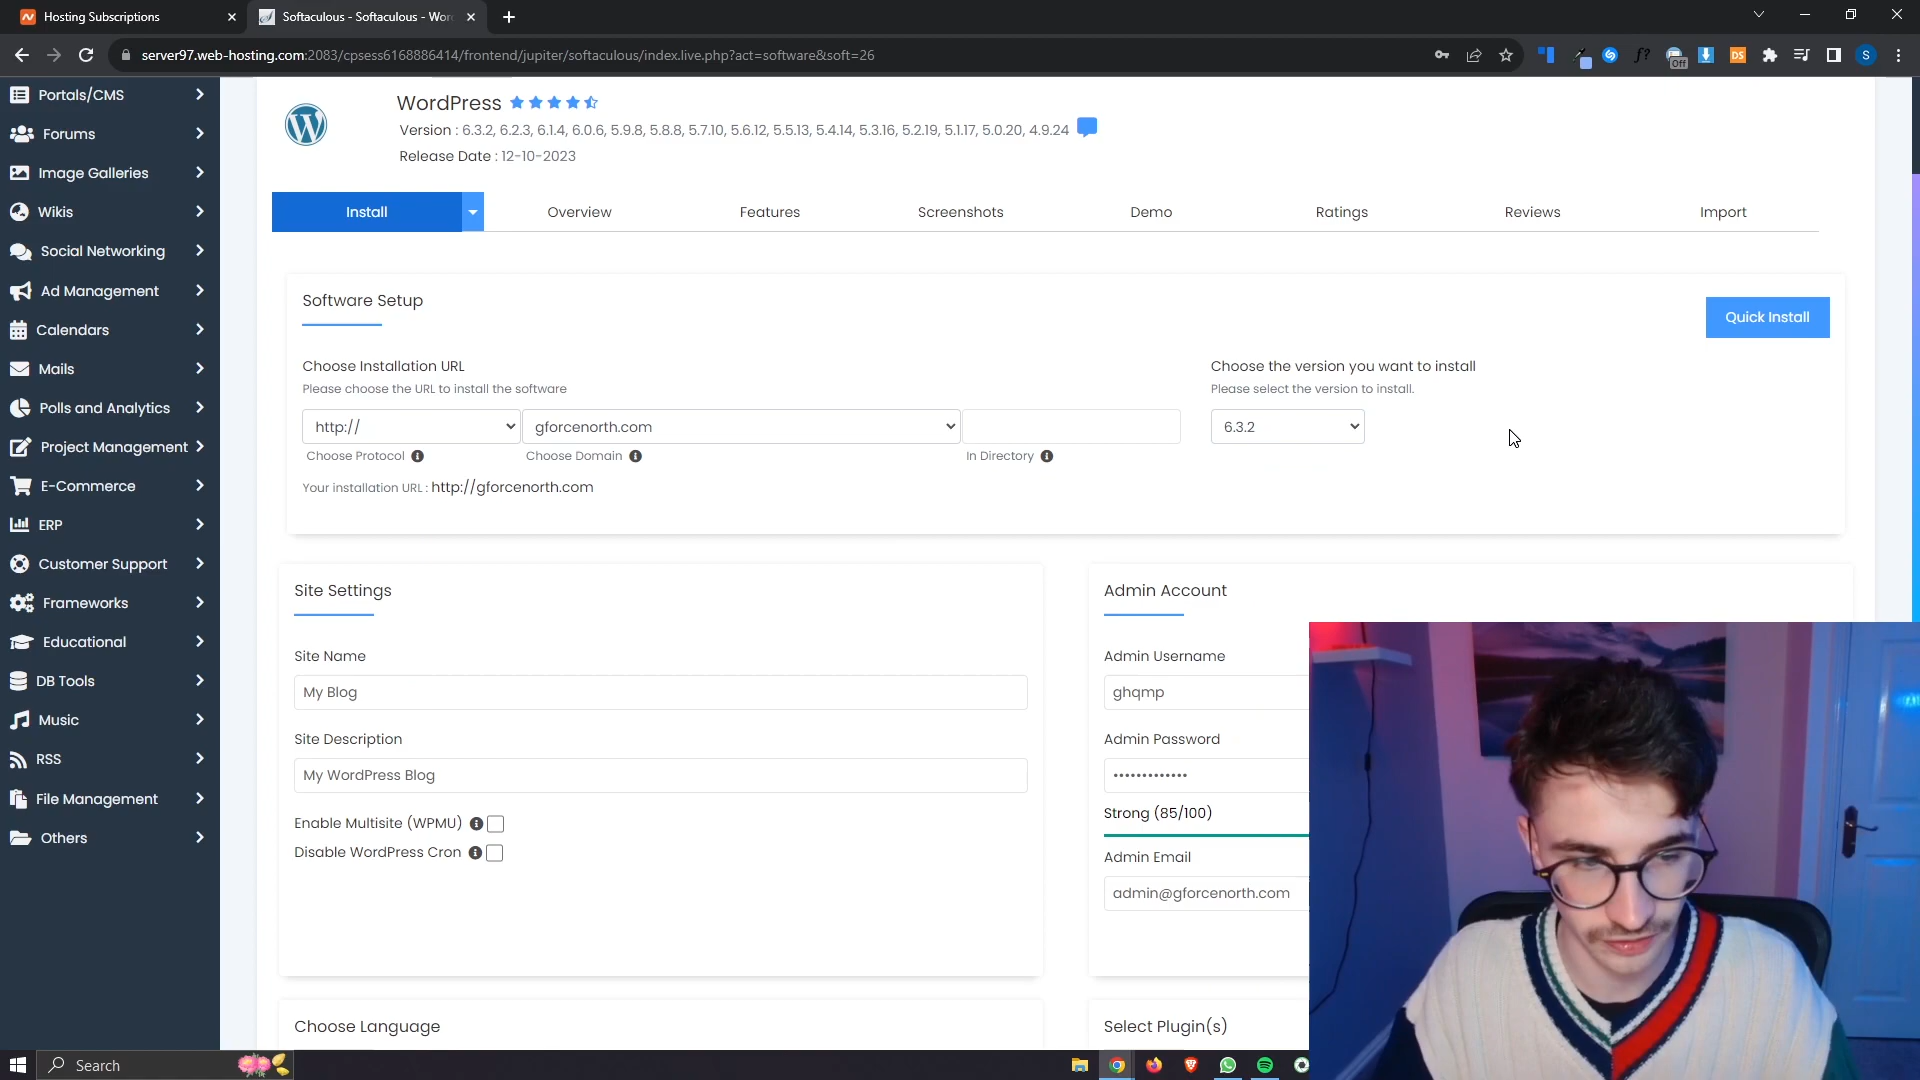 Hosting Subscriptions
Softaculous - Softaculous - Wor
server97.web-hosting.com:2083/cpsess6168886414/frontend/jupiter/softaculous/index.live.php?act=software&soft=26
Off
DS
S
Portals/CMS
Forums
Image Galleries
Wikis
Social Networking
Ad Management
Calendars
Mails
Polls and Analytics
Project Management
E-Commerce
ERP
Customer Support
Frameworks
Educational
DB Tools
Music
RSS
File Management
Others
WordPress
Version : 6.3.2, 6.2.3, 6.1.4, 6.0.6, 5.9.8, 5.8.8, 5.7.10, 5.6.12, 5.5.13, 5.4.14, 5.3.16, 5.2.19, 5.1.17, 5.0.20, 4.9.24
Release Date : 12-10-2023
Install
Overview
Features
Screenshots
Demo
Ratings
Reviews
Import
Software Setup
Quick Install
Choose Installation URL
Please choose the URL to install the software
http://
gforcenorth.com
Choose Protocol
Choose Domain
In Directory
Your installation URL : http://gforcenorth.com
Choose the version you want to install
Please select the version to install.
6.3.2
Site Settings
Site Name
My Blog
Site Description
My WordPress Blog
Enable Multisite (WPMU)
Disable WordPress Cron
Admin Account
Admin Username
ghqmp
Admin Password
Strong (85/100)
Admin Email
admin@gforcenorth.com
Choose Language
Select Plugin(s)
Search